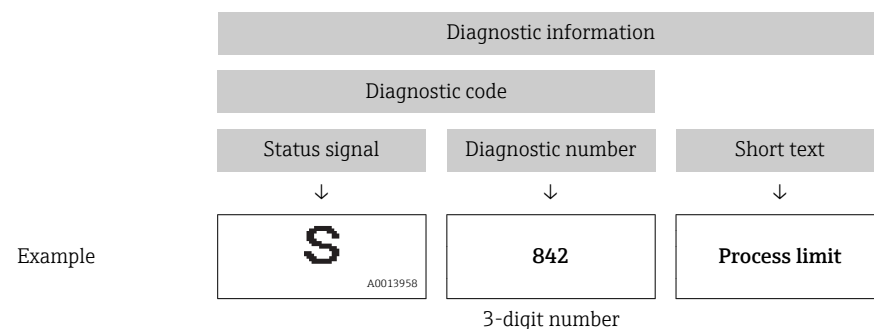 Diagnostic information
Diagnostic code
Status signal Diagnostic number Short text
↓ ↓ ↓
Example S 842 Process limit
A0013958
3-digit number